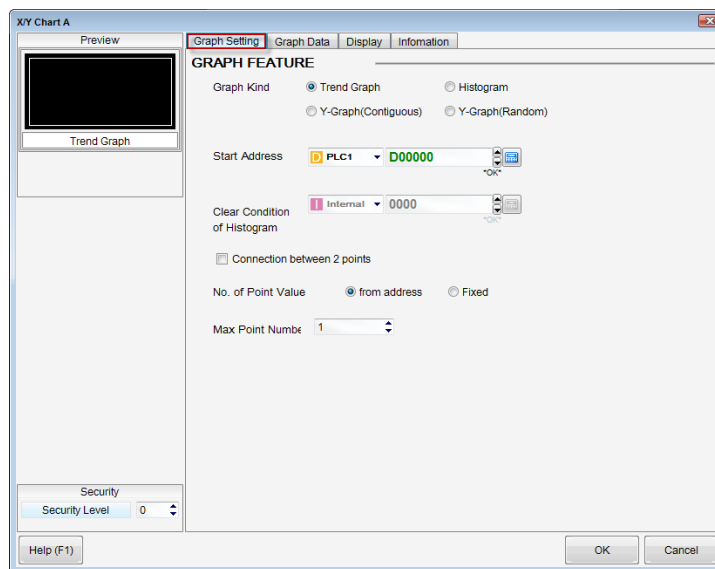 X/Y Chart A
Preview
Trend Graph
Security
Security Level 0
Graph Setting Graph Data Display Infomation
GRAPH FEATURE
Graph Kind Trend Graph Histogram
Y-Graph(Contiguous) Y-Graph(Random)
Start Address D PLC1 D00000
"OK"
Clear Condition I Internal 0000
"OK"
of Histogram
Connection between 2 points
No. of Point Value from address Fixed
Max Point Numbe 1
Help (F1) OK Cancel